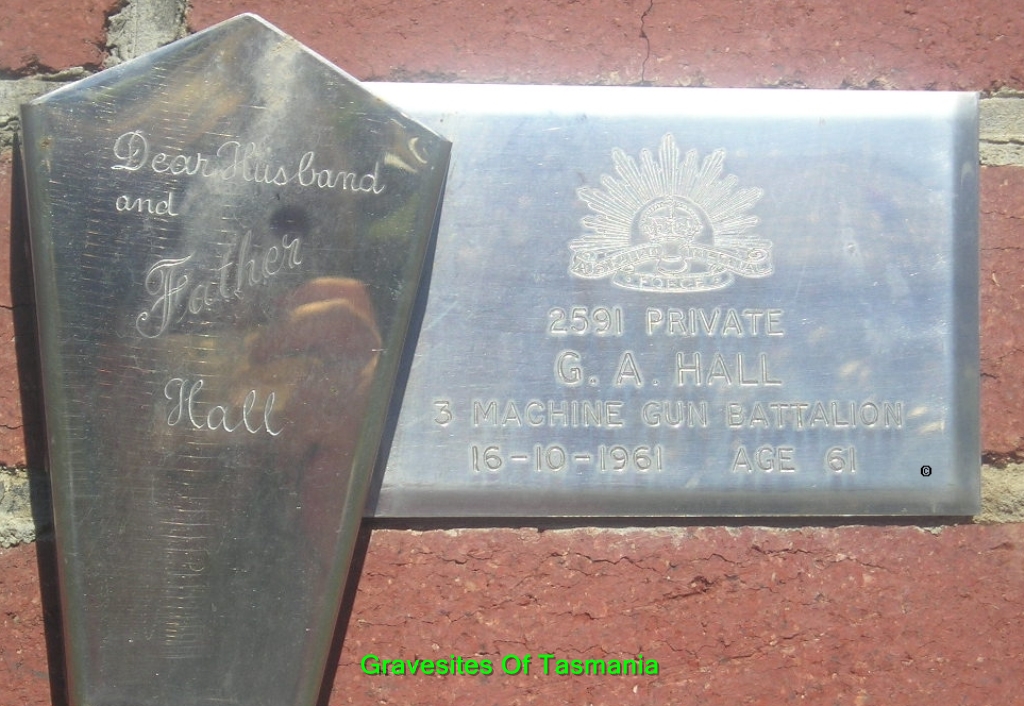 Dear Husband
and
Father
Hall
FORCE
2591 PRIVATE
G. A. HALL
3 MACHINE GUN BATTALION
16-10-1961 AGE 61
©
Gravesites Of Tasmania